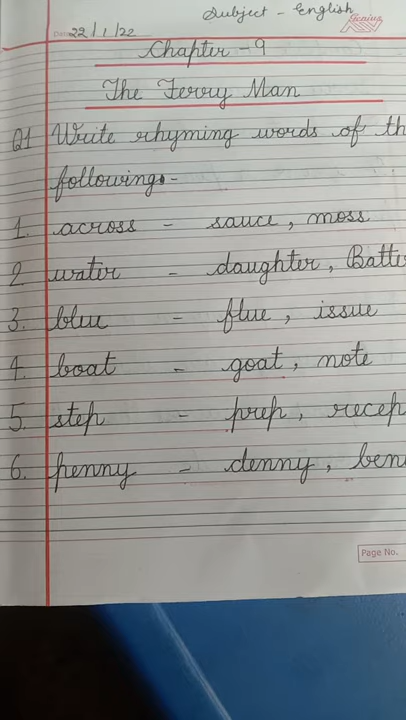 Subject - English
Genius
Date 22/1/22
Chapter - 9
The Ferry Man
Q1 Write rhyming words of th
following:-
1. across - sauce, moss
2 water - daughter, Batt
3. blue - flue, issue
4. boat - goat, note
5. step - prep, recep
6. penny - denny, ben
Page No.